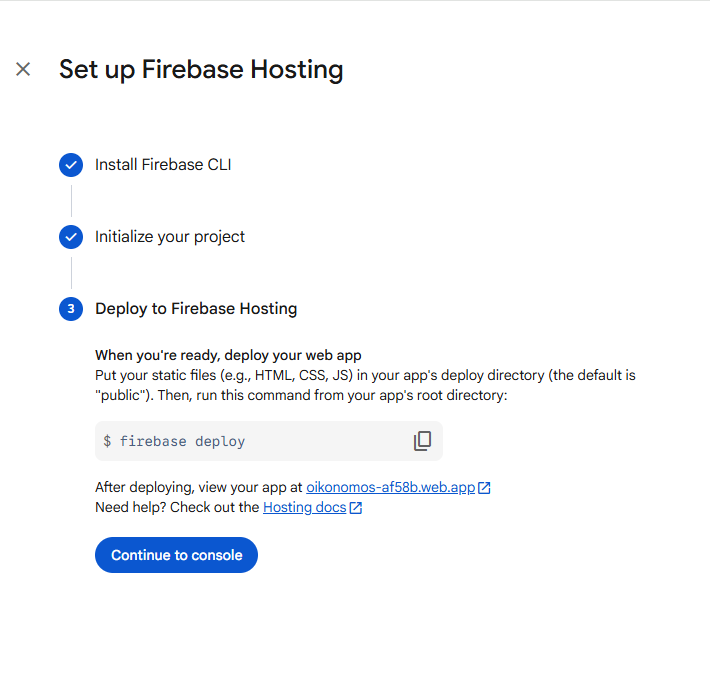 Set up Firebase Hosting
Install Firebase CLI
Initialize your project
3 Deploy to Firebase Hosting
When you're ready, deploy your web app
Put your static files (e.g., HTML, CSS, JS) in your app's deploy directory (the default is
"public"). Then, run this command from your app's root directory:
$ firebase deploy
After deploying, view your app at oikonomos-af58b.web.app
Need help? Check out the Hosting docs
Continue to console